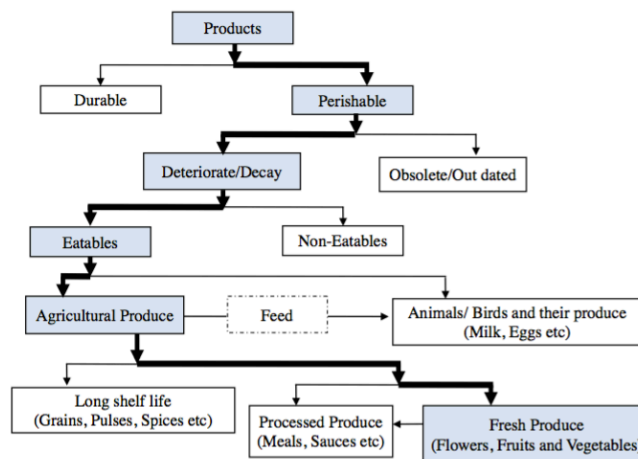 Products
Durable
Perishable
Deteriorate/Decay
Obsolete/Out dated
Eatables
Non-Eatables
Agricultural Produce
Feed
Animals/ Birds and their produce
(Milk, Eggs etc)
Long shelf life
(Grains, Pulses, Spices etc)
Processed Produce
(Meals, Sauces etc)
Fresh Produce
(Flowers, Fruits and Vegetables)